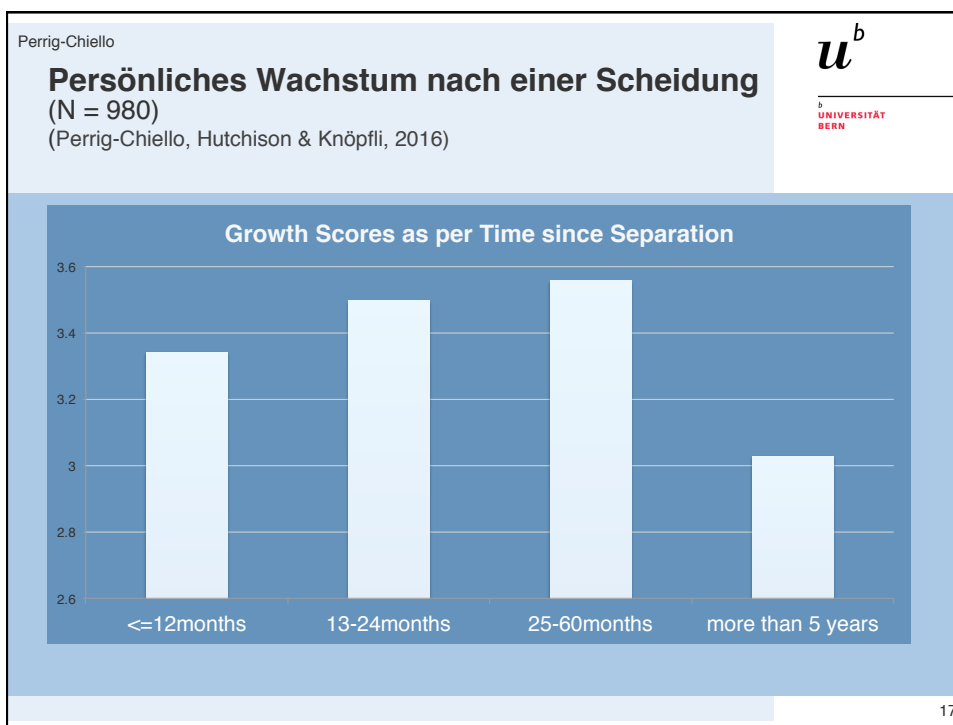 Perrig-Chiello
Persönliches Wachstum nach einer Scheidung
(N = 980)
(Perrig-Chiello, Hutchison & Knöpfli, 2016)
u^b
b
UNIVERSITÄT
BERN
Growth Scores as per Time since Separation
3.6
3.4
3.2
3
2.8
2.6
<=12months 13-24months 25-60months more than 5 years
17